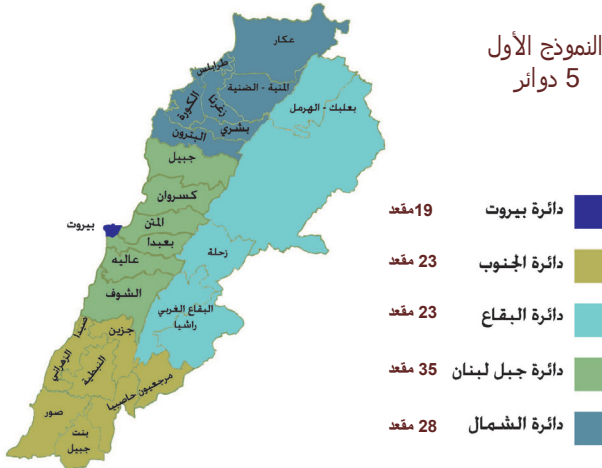 النموذج الأول
5 دوائر
عكار
طرابلس
المنية - الضنية
الكورة
زغرتا
بشري
البترون
بعلبك - الهرمل
جبيل
كسروان
المتن
بيروت
بعبدا
عاليه
الشوف
زحلة
البقاع الغربي
راشيا
صيدا
جزين
الزهراني
النبطية
مرجعيون حاصبيا
صور
بنت
جبيل
دائرة بيروت 19 مقعد
دائرة الجنوب 23 مقعد
دائرة البقاع 23 مقعد
دائرة جبل لبنان 35 مقعد
دائرة الشمال 28 مقعد